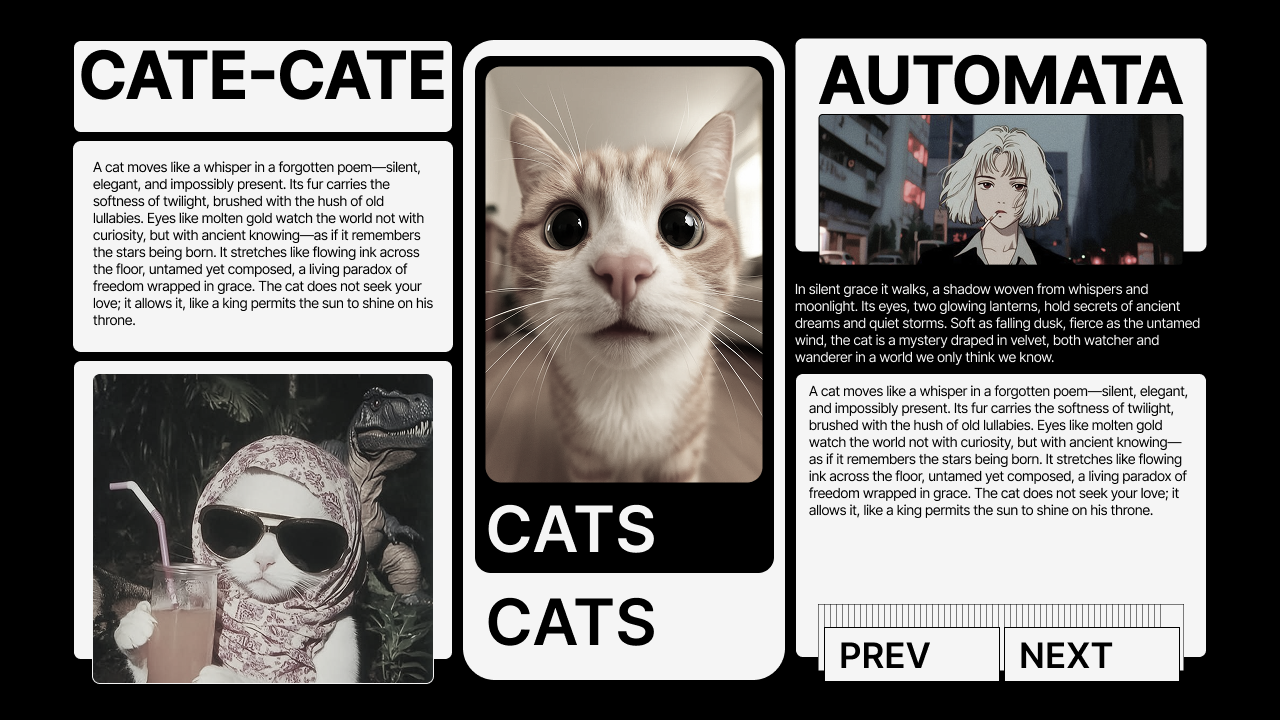 CATE-CATE
A cat moves like a whisper in a forgotten poem—silent,
elegant, and impossibly present. Its fur carries the
softness of twilight, brushed with the hush of old
lullabies. Eyes like molten gold watch the world not with
curiosity, but with ancient knowing—as if it remembers
the stars being born. It stretches like flowing ink across
the floor, untamed yet composed, a living paradox of
freedom wrapped in grace. The cat does not seek your
love; it allows it, like a king permits the sun to shine on his
throne.
CATS
CATS
AUTOMATA
In silent grace it walks, a shadow woven from whispers and
moonlight. Its eyes, two glowing lanterns, hold secrets of ancient
dreams and quiet storms. Soft as falling dusk, fierce as the untamed
wind, the cat is a mystery draped in velvet, both watcher and
wanderer in a world we only think we know.
A cat moves like a whisper in a forgotten poem—silent, elegant,
and impossibly present. Its fur carries the softness of twilight,
brushed with the hush of old lullabies. Eyes like molten gold
watch the world not with curiosity, but with ancient knowing—
as if it remembers the stars being born. It stretches like flowing
ink across the floor, untamed yet composed, a living paradox of
freedom wrapped in grace. The cat does not seek your love; it
allows it, like a king permits the sun to shine on his throne.
PREV
NEXT